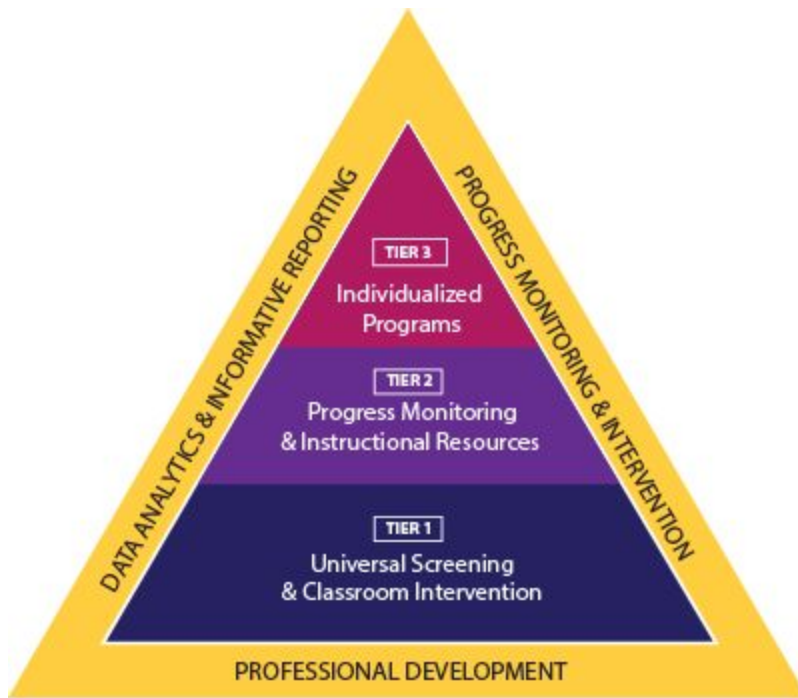 DATA ANALYTICS & INFORMATIVE REPORTING
PROGRESS MONITORING & INTERVENTION
TIER 3
Individualized
Programs
TIER 2
Progress Monitoring
& Instructional Resources
TIER 1
Universal Screening
& Classroom Intervention
PROFESSIONAL DEVELOPMENT